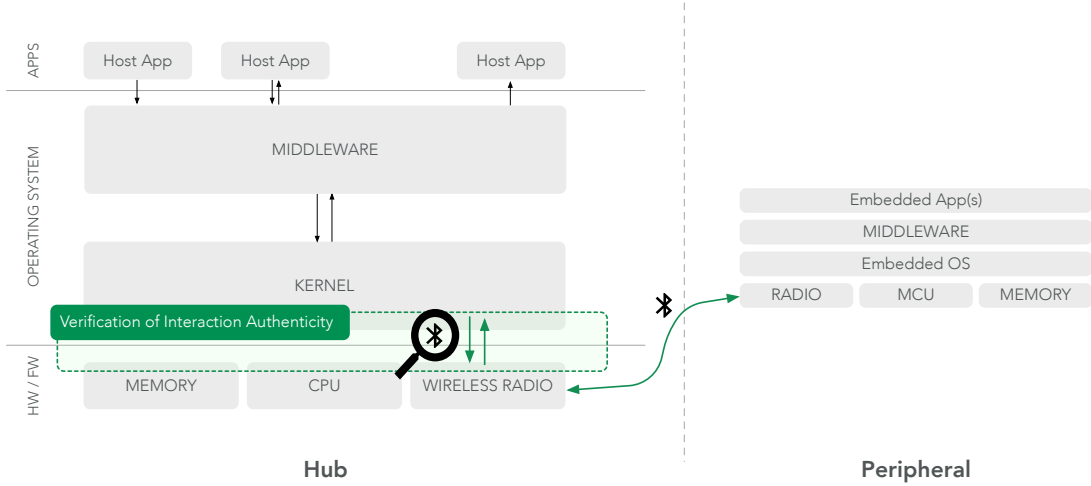 APPS
Host App
Host App
Host App
OPERATING SYSTEM
MIDDLEWARE
KERNEL
Verification of Interaction Authenticity
HW / FW
MEMORY
CPU
WIRELESS RADIO
Hub
Embedded App(s)
MIDDLEWARE
Embedded OS
RADIO
MCU
MEMORY
Peripheral